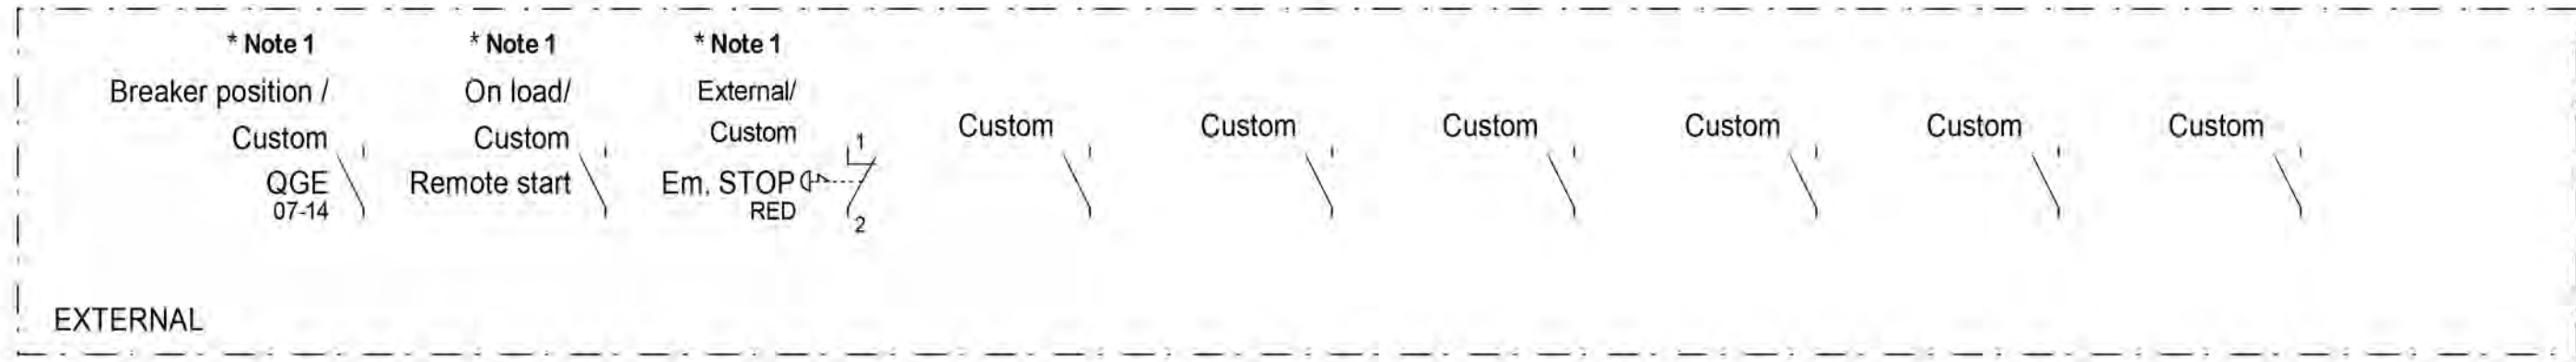 * Note 1
Breaker position /
Custom
QGE
07-14
* Note 1
On load/
Custom
Remote start
* Note 1
External/
Custom
Em. STOP
RED
1
2
Custom
Custom
Custom
Custom
Custom
Custom
EXTERNAL